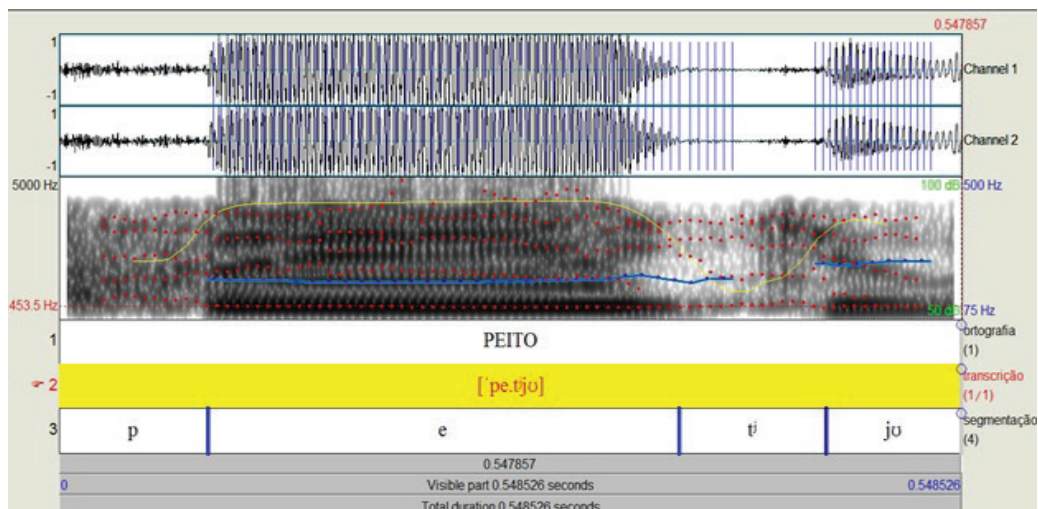 0.547857
1
-1
Channel 1
1
-1
Channel 2
5000 Hz
100 dB 500 Hz
453.5 Hz
50 dB 75 Hz
1
PEITO
ortografia
(1)
2
[ˈpe.tʲjʊ]
transcrição
(1/1)
3
p
e
tʲ
jʊ
segmentação
(4)
0.547857
0
Visible part 0.548526 seconds
0.548526
Total duration 0.548526 seconds